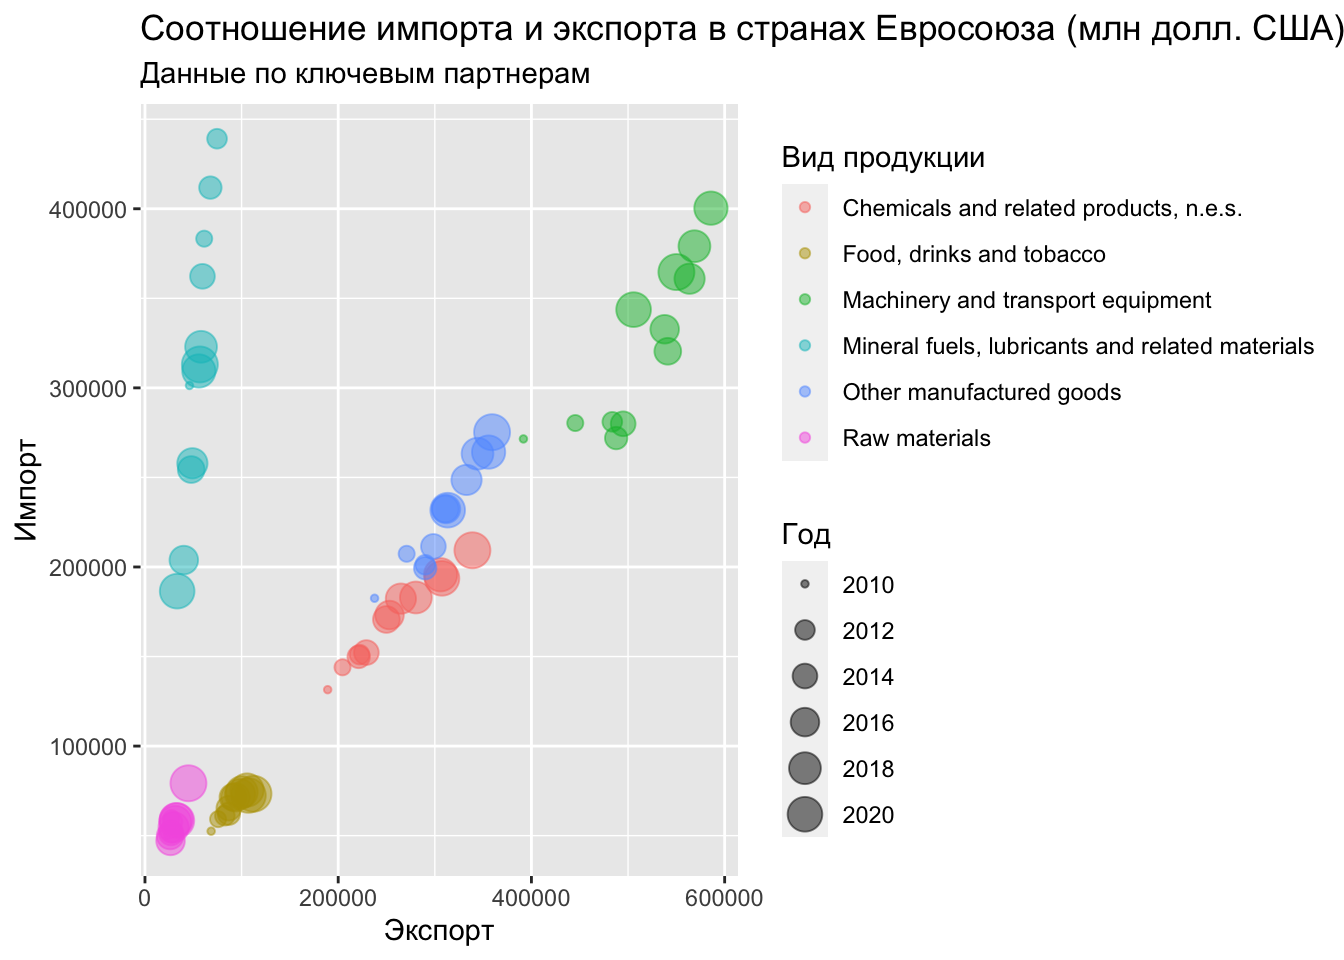 Соотношение импорта и экспорта в странах Евросоюза (млн долл. США)
Данные по ключевым партнерам
Импорт
400000
300000
200000
100000
0
200000
400000
600000
Экспорт
Вид продукции
Chemicals and related products, n.e.s.
Food, drinks and tobacco
Machinery and transport equipment
Mineral fuels, lubricants and related materials
Other manufactured goods
Raw materials
Год
2010
2012
2014
2016
2018
2020